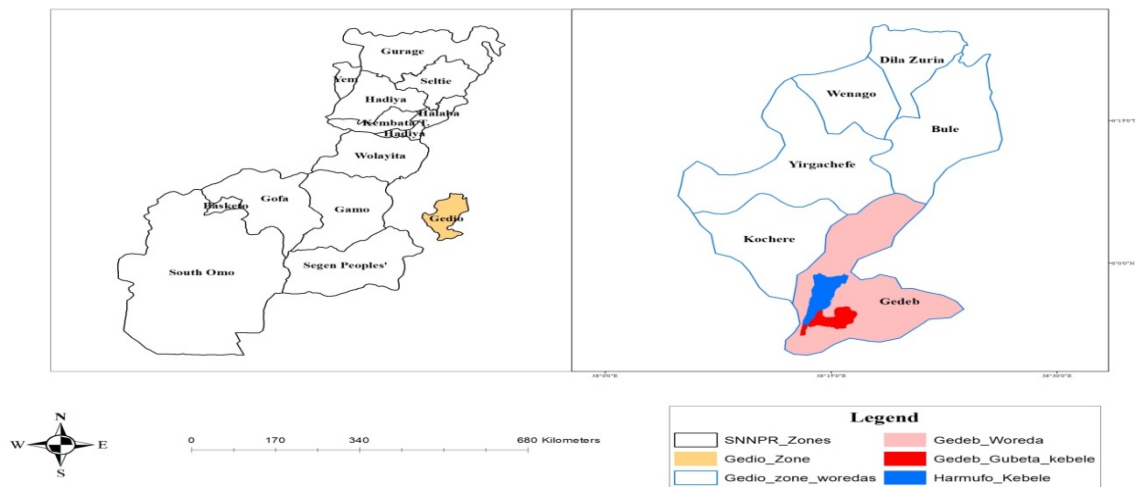 Gurage
Yem
Seltie
Hadiya
Halaba
Kembata T.
Hadiya
Wolayita
Gofa
Basketo
Gamo
Gedio
South Omo
Segen Peoples'
Dila Zuria
Wenago
Bule
Yirgachefe
Kochere
Gedeb
N
W E
S
0 170 340 680 Kilometers
Legend
SNNPR_Zones
Gedio_Zone
Gedio_zone_woredas
Gedeb_Woreda
Gedeb_Gubeta_kebele
Harmufo_Kebele